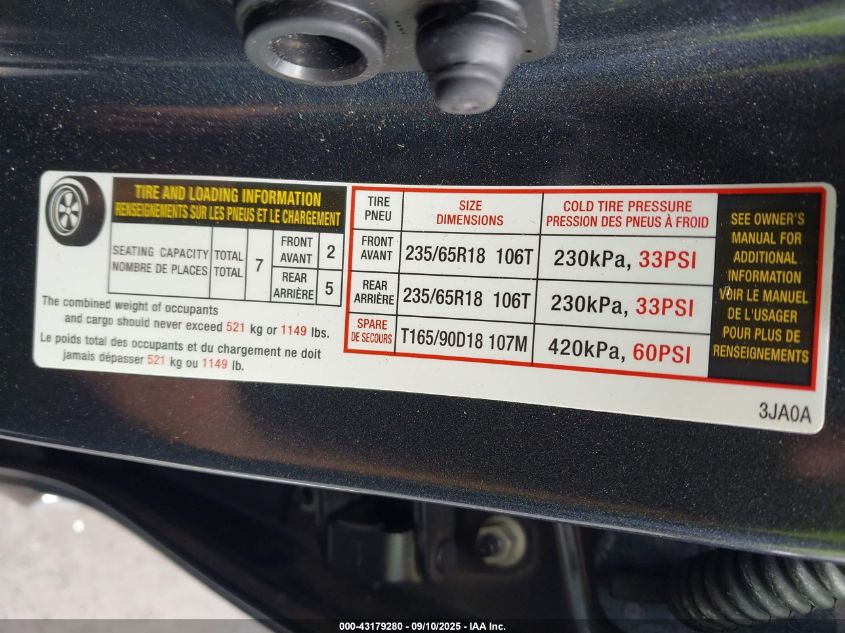 TIRE AND LOADING INFORMATION
RENSEIGNEMENTS SUR LES PNEUS ET LE CHARGEMENT
SEATING CAPACITY TOTAL 7 FRONT 2
NOMBRE DE PLACES TOTAL AVANT
REAR 5
ARRIÈRE
The combined weight of occupants
and cargo should never exceed 521 kg or 1149 lbs.
Le poids total des occupants et du chargement ne doit
jamais dépasser 521 kg ou 1149 lb.
TIRE SIZE COLD TIRE PRESSURE
PNEU DIMENSIONS PRESSION DES PNEUS À FROID
FRONT
AVANT 235/65R18 106T 230kPa, 33PSI
REAR
ARRIÈRE 235/65R18 106T 230kPa, 33PSI
SPARE
DE SECOURS T165/90D18 107M 420kPa, 60PSI
SEE OWNER'S
MANUAL FOR
ADDITIONAL
INFORMATION
VOIR LE MANUEL
DE L'USAGER
POUR PLUS DE
RENSEIGNEMENTS
3JA0A
000-43179280 - 09/10/2025 - IAA Inc.